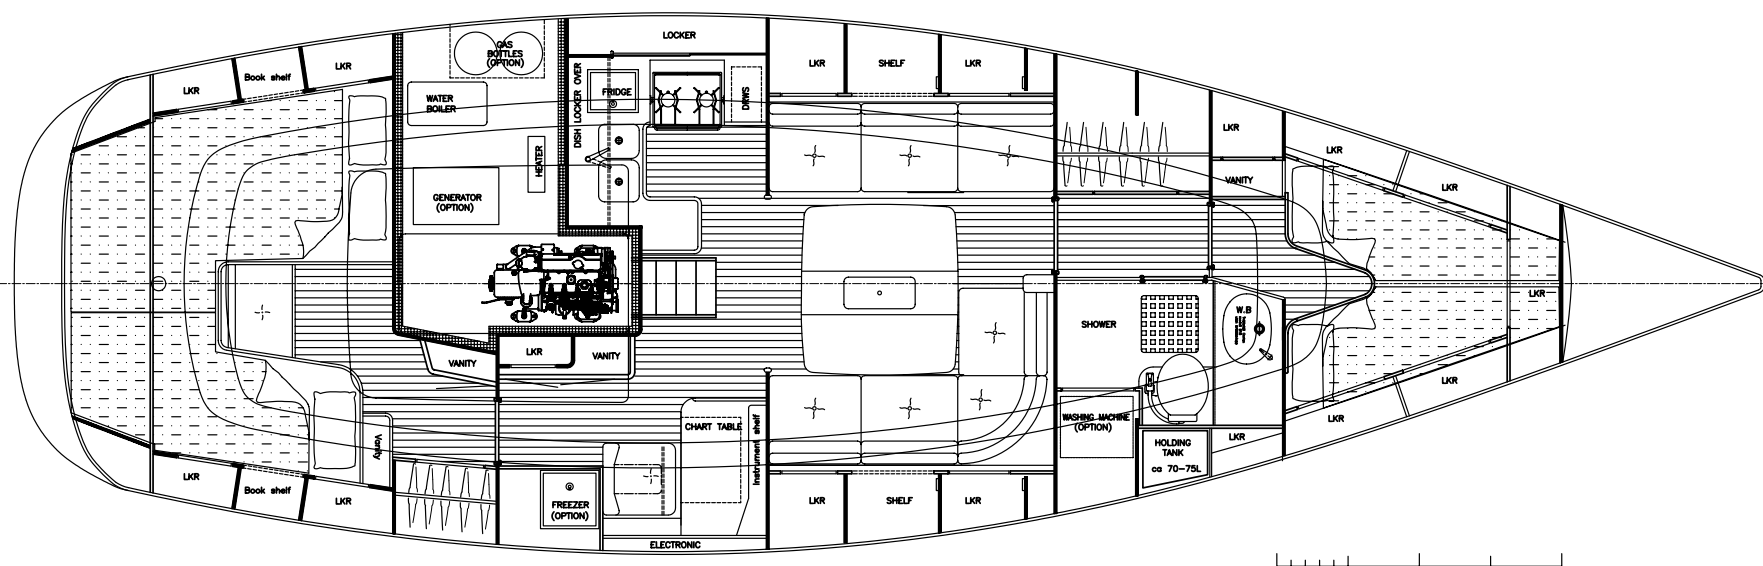 LOCKER
GAS
BOTTLES
(OPTION)
LKR
Book shelf
LKR
LKR
SHELF
LKR
DISH LOCKER OVER
FRIDGE
DRWS
WATER
BOILER
HEATER
GENERATOR
(OPTION)
LKR
VANITY
LKR
LKR
LKR
LKR
LKR
W.B
SHOWER
LKR
VANITY
VANITY
WASHING MACHINE
(OPTION)
HOLDING
TANK
ca 70-75L
LKR
LKR
CHART TABLE
Instrument shelf
Vanity
LKR
Book shelf
LKR
FREEZER
(OPTION)
LKR
SHELF
LKR
ELECTRONIC